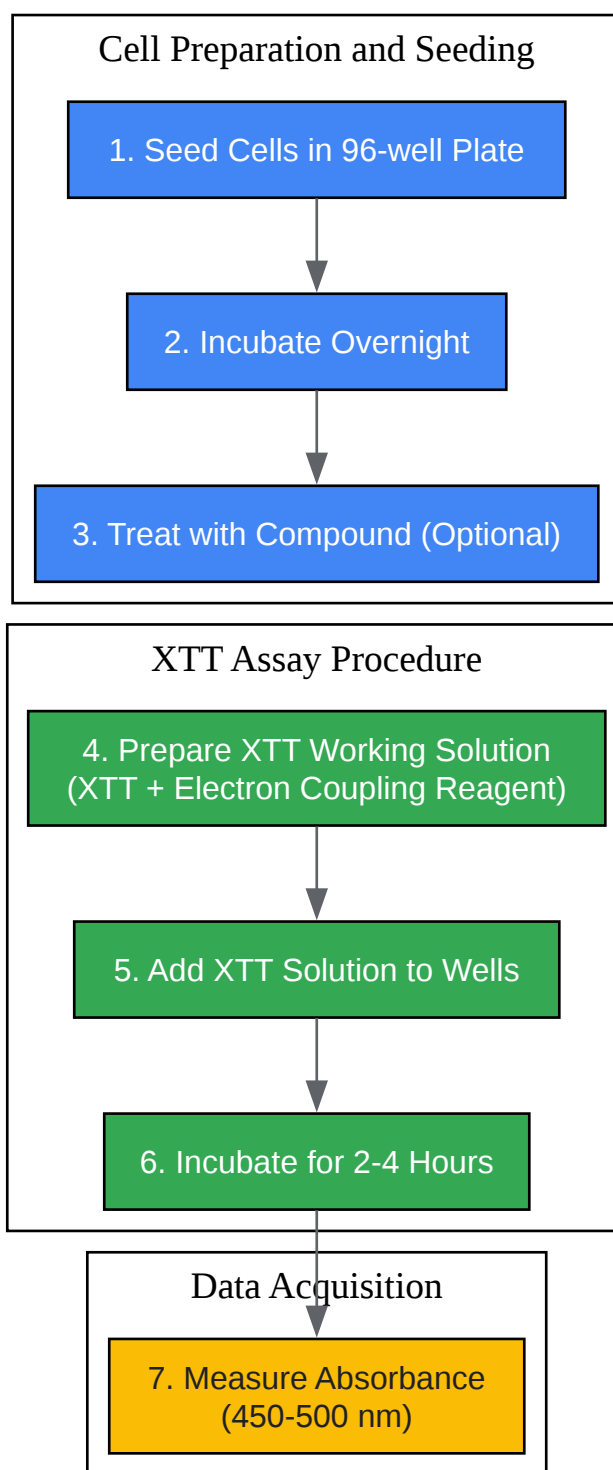 Cell Preparation and Seeding
1. Seed Cells in 96-well Plate
2. Incubate Overnight
3. Treat with Compound (Optional)
XTT Assay Procedure
4. Prepare XTT Working Solution
(XTT + Electron Coupling Reagent)
5. Add XTT Solution to Wells
6. Incubate for 2-4 Hours
Data Acquisition
7. Measure Absorbance
(450-500 nm)